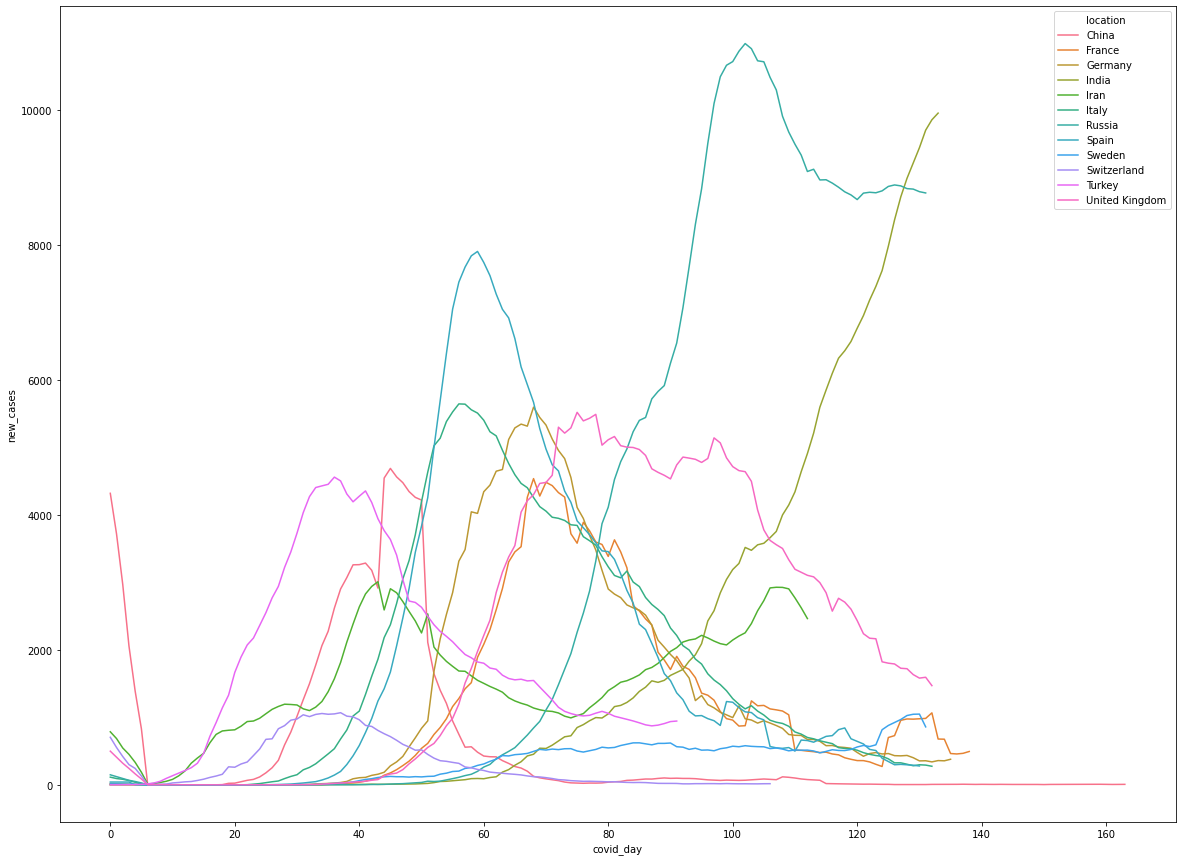 location
China
France
Germany
India
Iran
Italy
Russia
Spain
Sweden
Switzerland
Turkey
United Kingdom
new_cases
10000
8000
6000
4000
2000
0
0 20 40 60 80 100 120 140 160
covid_day